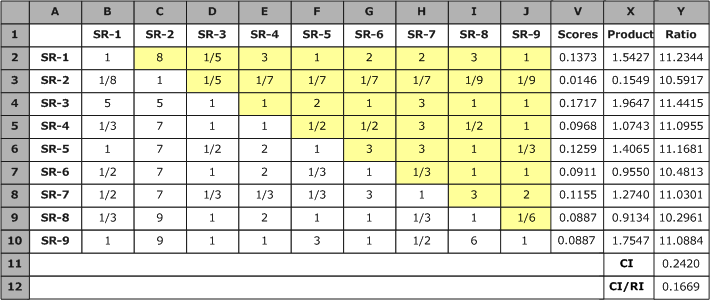 A B C D E F G H I J V X Y
1 SR-1 SR-2 SR-3 SR-4 SR-5 SR-6 SR-7 SR-8 SR-9 Scores Product Ratio
2 SR-1 1 8 1/5 3 1 2 2 3 1 0.1373 1.5427 11.2344
3 SR-2 1/8 1 1/5 1/7 1/7 1/7 1/7 1/9 1/9 0.0146 0.1549 10.5917
4 SR-3 5 5 1 1 2 1 3 1 1 0.1717 1.9647 11.4415
5 SR-4 1/3 7 1 1 1/2 1/2 3 1/2 1 0.0968 1.0743 11.0955
6 SR-5 1 7 1/2 2 1 3 3 1 1/3 0.1259 1.4065 11.1681
7 SR-6 1/2 7 1 2 1/3 1 1/3 1 1 0.0911 0.9550 10.4813
8 SR-7 1/2 7 1/3 1/3 1/3 3 1 3 2 0.1155 1.2740 11.0301
9 SR-8 1/3 9 1 2 1 1 1/3 1 1/6 0.0887 0.9134 10.2961
10 SR-9 1 9 1 1 3 1 1/2 6 1 0.0887 1.7547 11.0884
11 CI 0.2420
12 CI/RI 0.1669